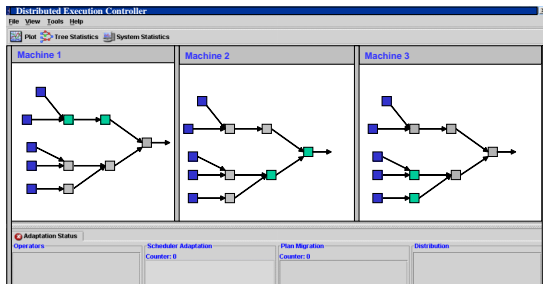 Distributed Execution Controller
File View Tools Help
Plot Tree Statistics System Statistics
Machine 1
Machine 2
Machine 3
Adaptation Status
Operators
Scheduler Adaptation
Plan Migration
Distribution
Counter: 0
Counter: 0